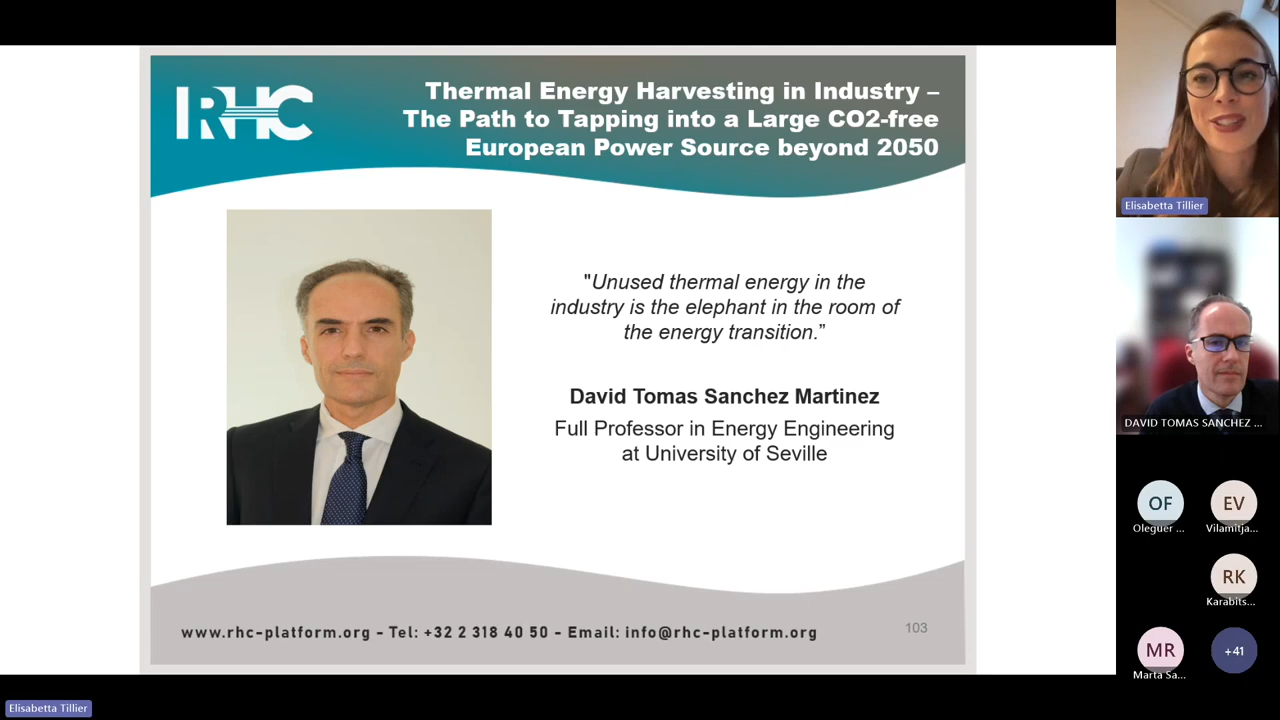 RHC
Thermal Energy Harvesting in Industry –
The Path to Tapping into a Large CO2-free
European Power Source beyond 2050
"Unused thermal energy in the
industry is the elephant in the room of
the energy transition.”
David Tomas Sanchez Martinez
Full Professor in Energy Engineering
at University of Seville
www.rhc-platform.org - Tel: +32 2 318 40 50 - Email: info@rhc-platform.org
103
Elisabetta Tillier
Elisabetta Tillier
DAVID TOMAS SANCHEZ ...
OF
Oleguer ...
EV
Vilamitja...
RK
Karabits...
MR
Marta Sa...
+41